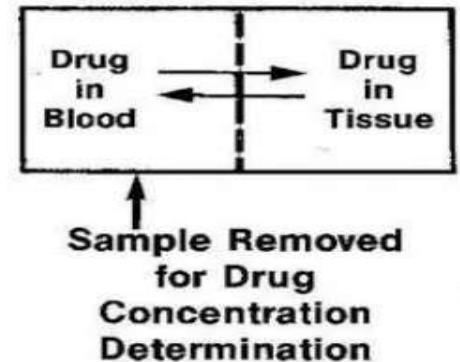 Drug
in
Blood
Drug
in
Tissue
Sample Removed
for Drug
Concentration
Determination